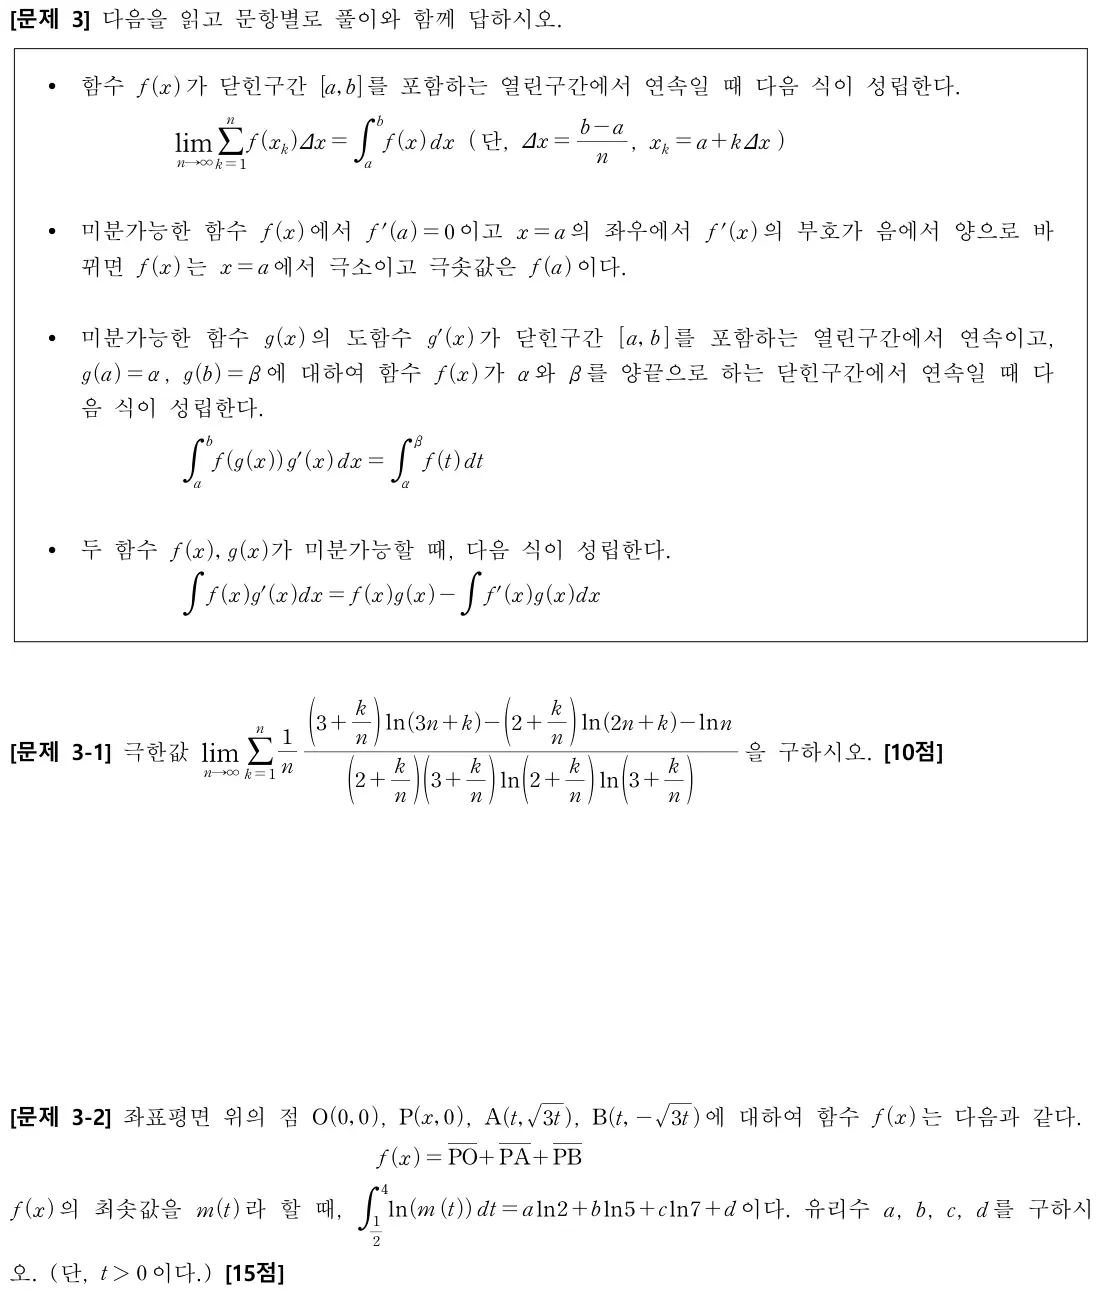 [문제 3] 다음을 읽고 문항별로 풀이와 함께 답하시오.
• 함수 f(x)가 닫힌구간 [a, b]를 포함하는 열린구간에서 연속일 때 다음 식이 성립한다.
lim_{n→∞} ∑_{k=1}^{n} f(x_k)Δx = ∫_a^b f(x)dx (단, Δx = (b-a)/n, x_k = a+kΔx)
• 미분가능한 함수 f(x)에서 f′(a)=0이고 x=a의 좌우에서 f′(x)의 부호가 음에서 양으로 바
뀌면 f(x)는 x=a에서 극소이고 극솟값은 f(a)이다.
• 미분가능한 함수 g(x)의 도함수 g′(x)가 닫힌구간 [a, b]를 포함하는 열린구간에서 연속이고,
g(a)=α, g(b)=β에 대하여 함수 f(x)가 α와 β를 양끝으로 하는 닫힌구간에서 연속일 때 다
음 식이 성립한다.
∫_a^b f(g(x))g′(x)dx = ∫_α^β f(t)dt
• 두 함수 f(x), g(x)가 미분가능할 때, 다음 식이 성립한다.
∫ f(x)g′(x)dx = f(x)g(x) - ∫ f′(x)g(x)dx
[문제 3-1] 극한값 lim_{n→∞} ∑_{k=1}^{n} (1/n) ((3+k/n)ln(3n+k)-(2+k/n)ln(2n+k)-ln n)/((2+k/n)(3+k/n)ln(2+k/n)ln(3+k/n)) 을 구하시오. [10점]
[문제 3-2] 좌표평면 위의 점 O(0,0), P(x,0), A(t,√(3t)), B(t,-√(3t))에 대하여 함수 f(x)는 다음과 같다.
f(x) = P̅O̅+P̅A̅+P̅B̅
f(x)의 최솟값을 m(t)라 할 때, ∫_{1/2}^{4} ln(m(t))dt = a ln2+b ln5+c ln7+d이다. 유리수 a, b, c, d를 구하시
오. (단, t>0이다.) [15점]